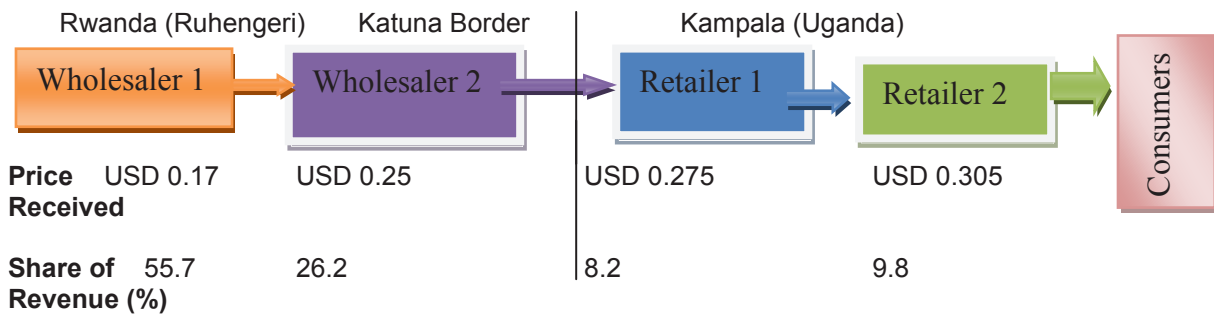 Rwanda (Ruhengeri) Katuna Border Kampala (Uganda)
Wholesaler 1 Wholesaler 2 Retailer 1 Retailer 2 Consumers
Price USD 0.17 USD 0.25 USD 0.275 USD 0.305
Received
Share of 55.7 26.2 8.2 9.8
Revenue (%)